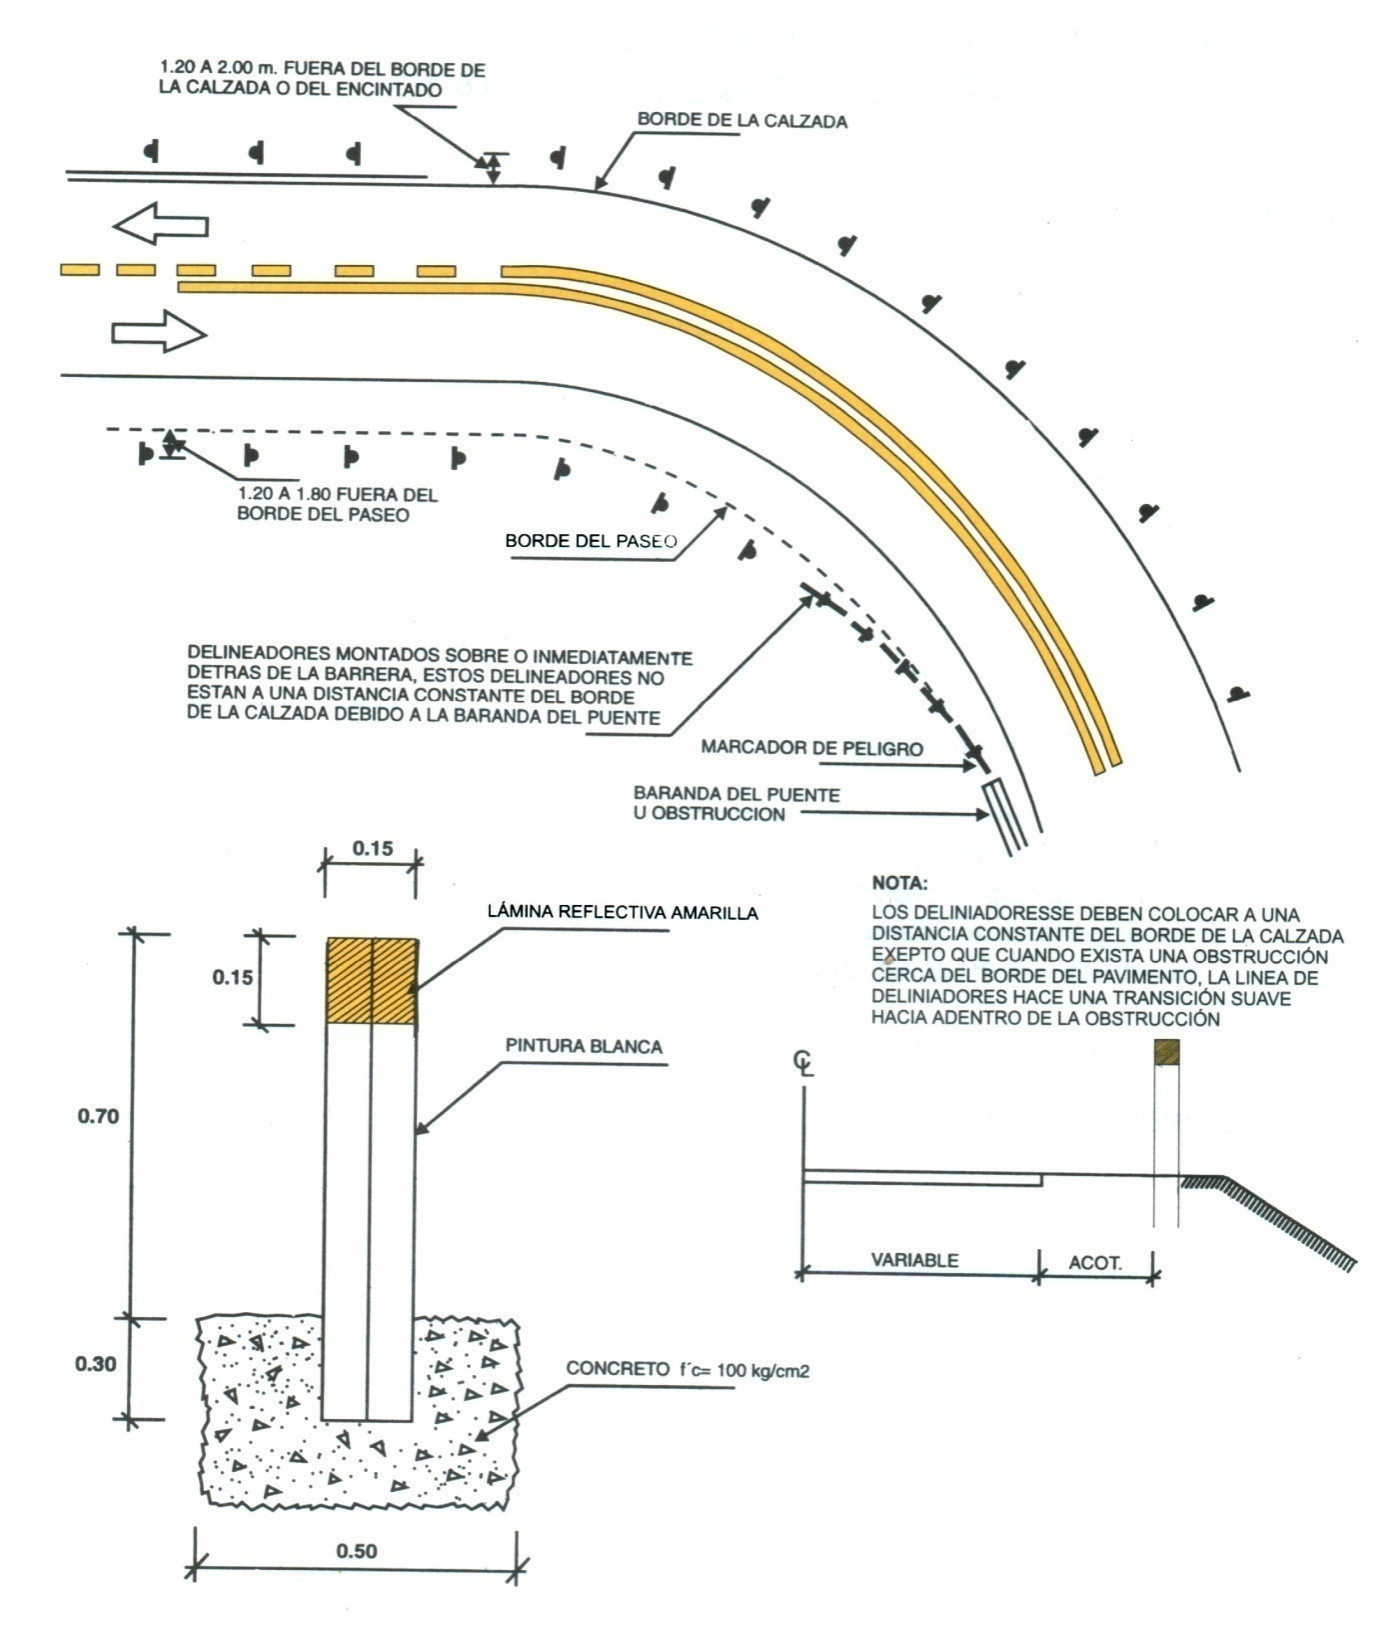 1.20 A 2.00 m. FUERA DEL BORDE DE
LA CALZADA O DEL ENCINTADO
BORDE DE LA CALZADA
1.20 A 1.80 FUERA DEL
BORDE DEL PASEO
BORDE DEL PASEO
DELINEADORES MONTADOS SOBRE O INMEDIATAMENTE
DETRAS DE LA BARRERA, ESTOS DELINEADORES NO
ESTAN A UNA DISTANCIA CONSTANTE DEL BORDE
DE LA CALZADA DEBIDO A LA BARANDA DEL PUENTE
MARCADOR DE PELIGRO
BARANDA DEL PUENTE
U OBSTRUCCION
0.15
LÁMINA REFLECTIVA AMARILLA
0.15
PINTURA BLANCA
0.70
0.30
CONCRETO f´c= 100 kg/cm2
0.50
NOTA:
LOS DELINIADORESSE DEBEN COLOCAR A UNA
DISTANCIA CONSTANTE DEL BORDE DE LA CALZADA
EXEPTO QUE CUANDO EXISTA UNA OBSTRUCCIÓN
CERCA DEL BORDE DEL PAVIMENTO, LA LINEA DE
DELINIADORES HACE UNA TRANSICIÓN SUAVE
HACIA ADENTRO DE LA OBSTRUCCIÓN
CL
VARIABLE
ACOT.